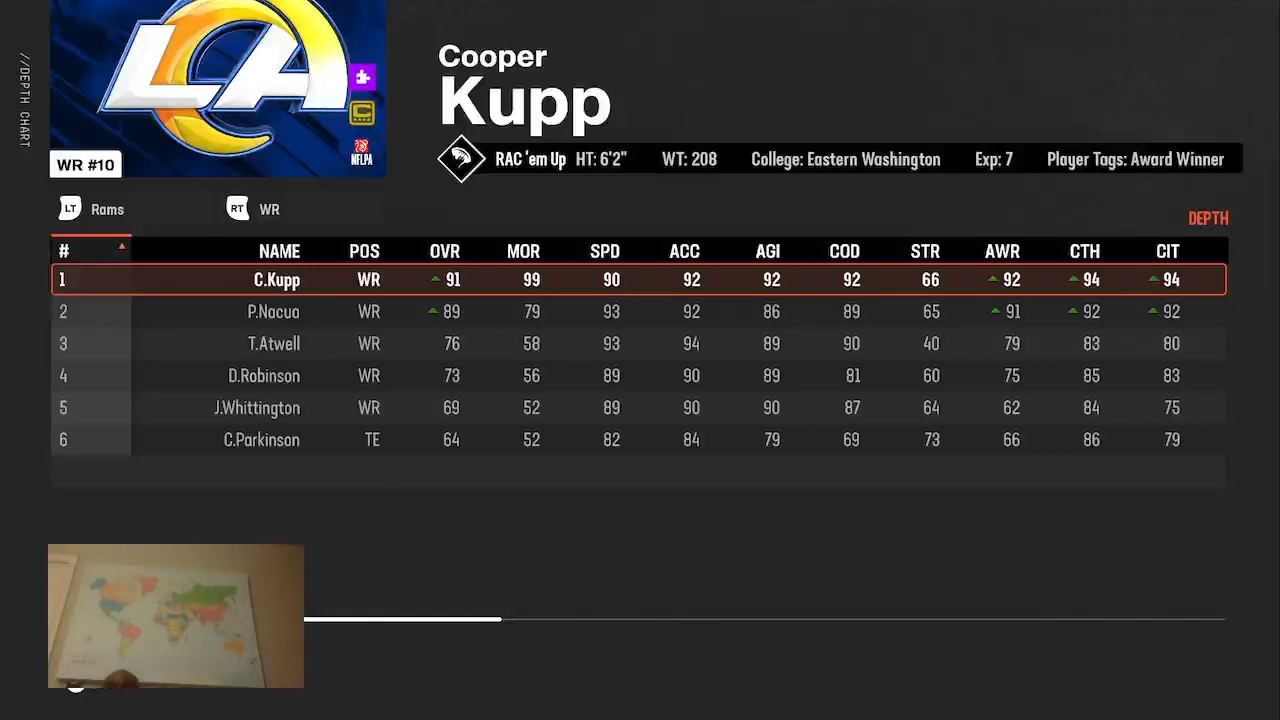 //DEPTH CHART
LA
C
NFLPA
WR #10
Cooper
Kupp
RAC 'em Up HT: 6'2" WT: 208 College: Eastern Washington Exp: 7 Player Tags: Award Winner
LT Rams RT WR
DEPTH
# NAME POS OVR MOR SPD ACC AGI COD STR AWR CTH CIT
1 C.Kupp WR 91 99 90 92 92 92 66 92 94 94
2 P.Nacua WR 89 79 93 92 86 89 65 91 92 92
3 T.Atwell WR 76 58 93 94 89 90 40 79 83 80
4 D.Robinson WR 73 56 89 90 89 81 60 75 85 83
5 J.Whittington WR 69 52 89 90 90 87 64 62 84 75
6 C.Parkinson TE 64 52 82 84 79 69 73 66 86 79